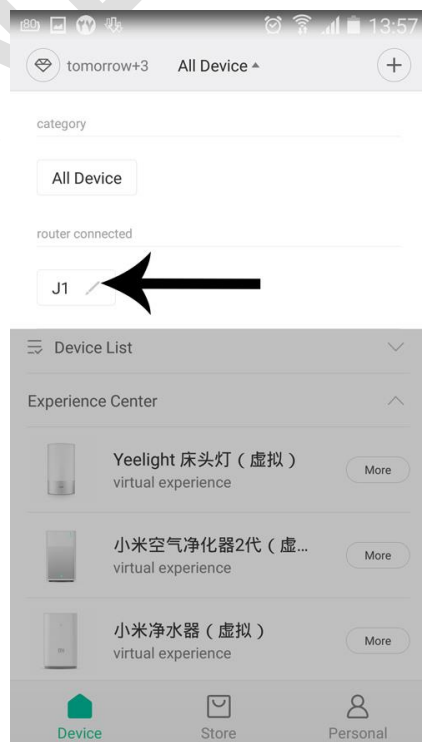 13:57
tomorrow+3 All Device
category
All Device
router connected
J1
Device List
Experience Center
Yeelight 床头灯（虚拟）
virtual experience
More
小米空气净化器2代（虚...
virtual experience
More
小米净水器（虚拟）
virtual experience
More
Device Store Personal